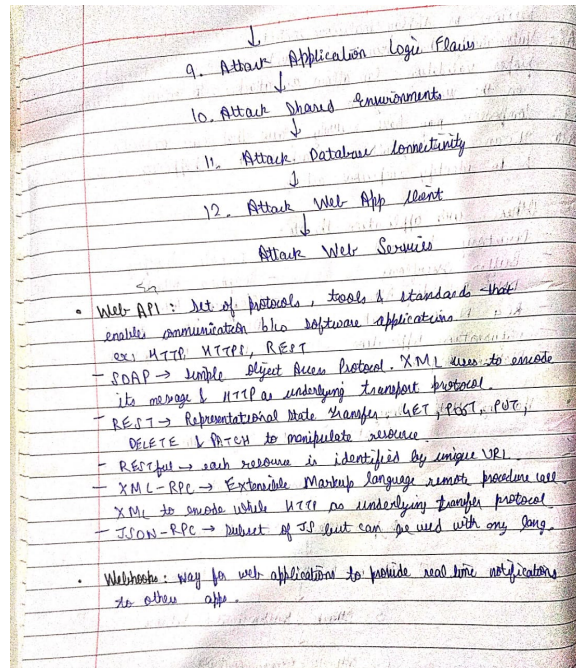 ↓
9. Attack Application Logic Flaws
↓
10. Attack Shared Environments
↓
11. Attack Database Connectivity
↓
12. Attack Web App Client
↓
Attack Web Services
• Web API : Set of protocols, tools & standards that
enables communication b/w software applications
ex: HTTP, HTTPS, REST
- SOAP → Simple Object Access Protocol. XML uses to encode
its message & HTTP as underlying transport protocol.
- REST → Representational State Transfer. GET, POST, PUT,
DELETE & PATCH to manipulate resource.
- RESTful → each resource is identified by unique URL.
- XML-RPC → Extensible Markup language remote procedure call.
XML to encode while HTTP as underlying transfer protocol
- JSON-RPC → Subset of JS but can be used with any lang.
• Webhooks : way for web applications to provide real time notifications
to others apps.